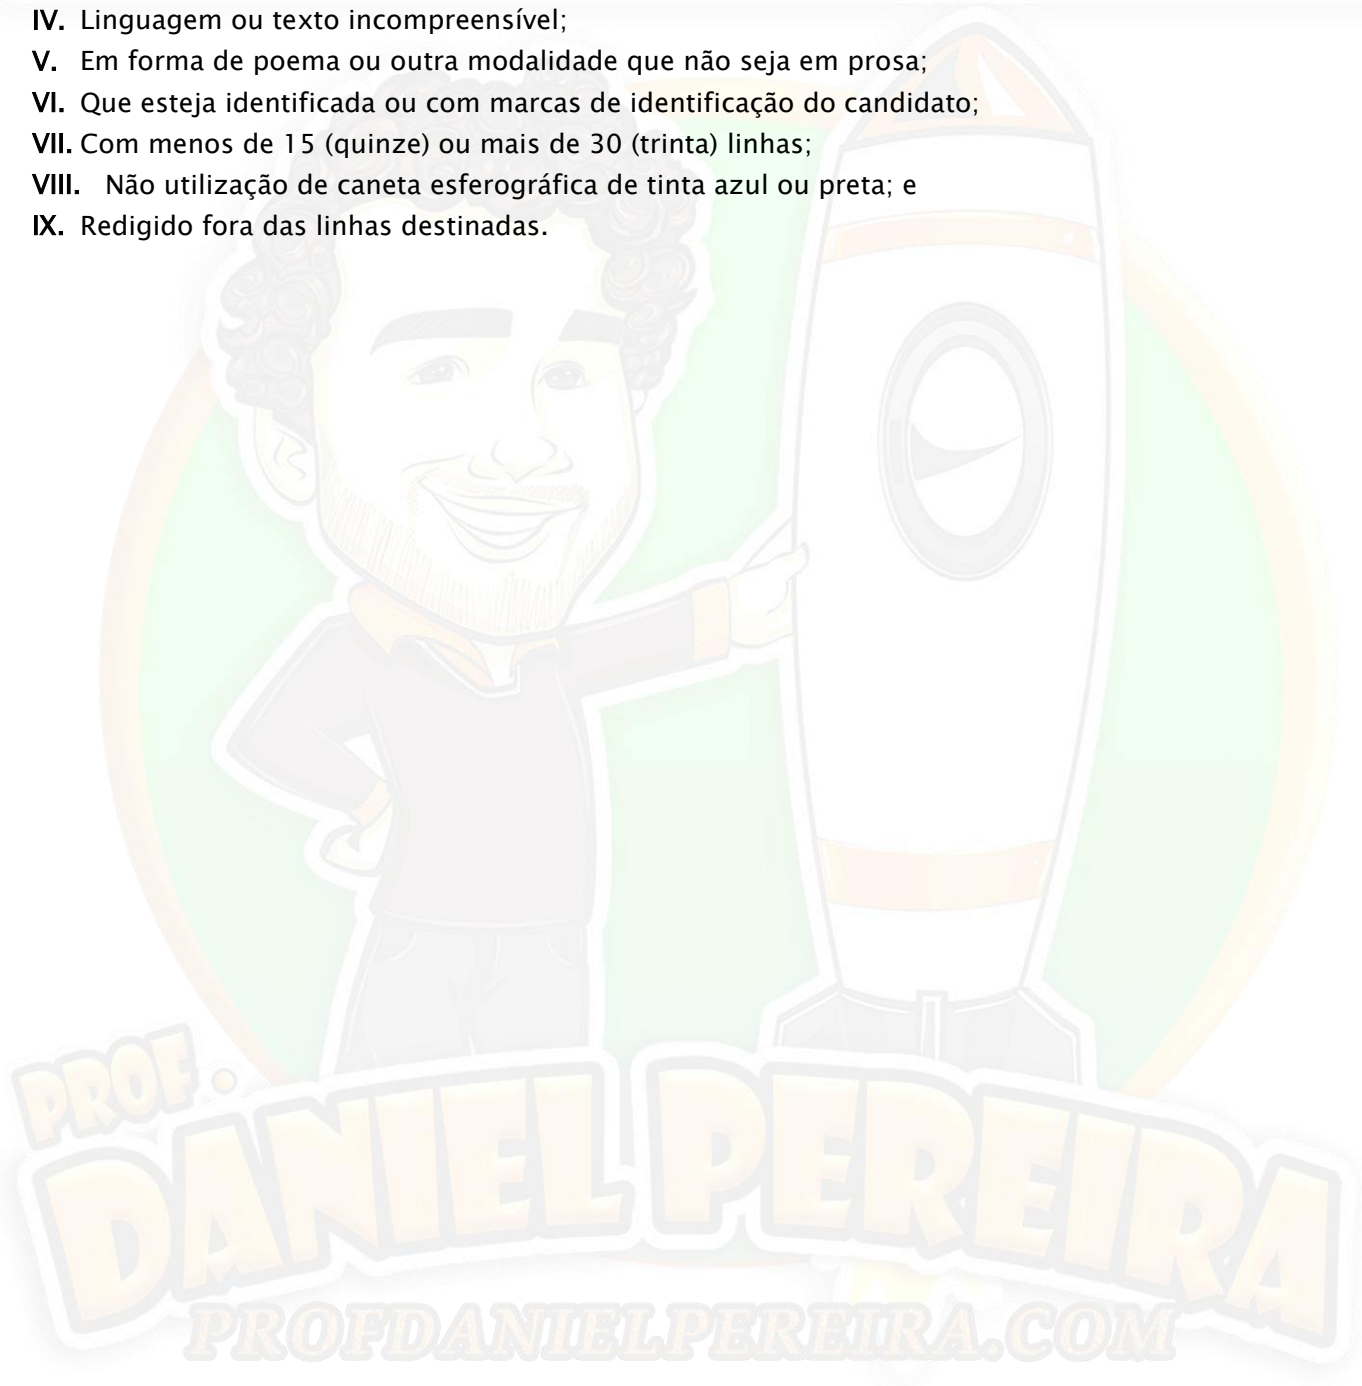 IV. Linguagem ou texto incompreensível;
V. Em forma de poema ou outra modalidade que não seja em prosa;
VI. Que esteja identificada ou com marcas de identificação do candidato;
VII. Com menos de 15 (quinze) ou mais de 30 (trinta) linhas;
VIII. Não utilização de caneta esferográfica de tinta azul ou preta; e
IX. Redigido fora das linhas destinadas.
PROF.
DANIEL PEREIRA
PROFDANIELPEREIRA.COM